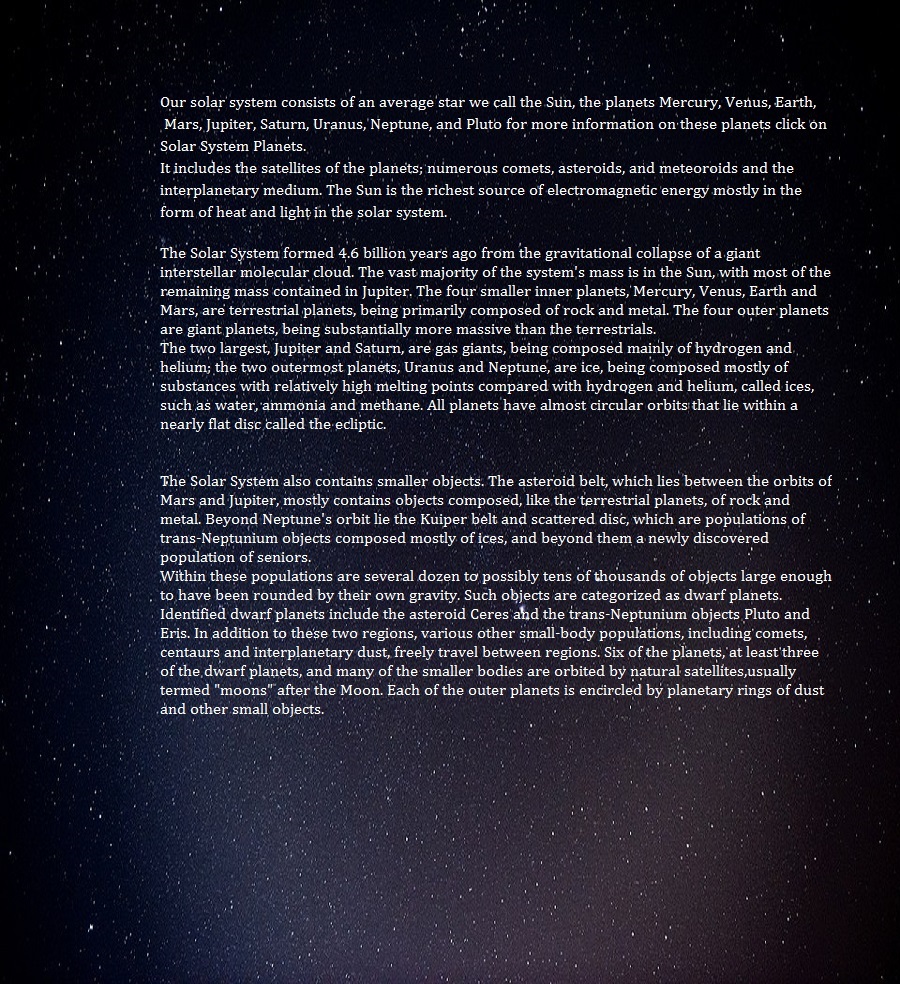 Our solar system consists of an average star we call the Sun, the planets Mercury, Venus, Earth,
Mars, Jupiter, Saturn, Uranus, Neptune, and Pluto for more information on these planets click on
Solar System Planets.
It includes the satellites of the planets; numerous comets, asteroids, and meteoroids and the
interplanetary medium. The Sun is the richest source of electromagnetic energy mostly in the
form of heat and light in the solar system.
The Solar System formed 4.6 billion years ago from the gravitational collapse of a giant
interstellar molecular cloud. The vast majority of the system's mass is in the Sun, with most of the
remaining mass contained in Jupiter. The four smaller inner planets, Mercury, Venus, Earth and
Mars, are terrestrial planets, being primarily composed of rock and metal. The four outer planets
are giant planets, being substantially more massive than the terrestrials.
The two largest, Jupiter and Saturn, are gas giants, being composed mainly of hydrogen and
helium; the two outermost planets, Uranus and Neptune, are ice, being composed mostly of
substances with relatively high melting points compared with hydrogen and helium, called ices,
such as water, ammonia and methane. All planets have almost circular orbits that lie within a
nearly flat disc called the ecliptic.
The Solar System also contains smaller objects. The asteroid belt, which lies between the orbits of
Mars and Jupiter, mostly contains objects composed, like the terrestrial planets, of rock and
metal. Beyond Neptune's orbit lie the Kuiper belt and scattered disc, which are populations of
trans-Neptunium objects composed mostly of ices, and beyond them a newly discovered
population of seniors.
Within these populations are several dozen to possibly tens of thousands of objects large enough
to have been rounded by their own gravity. Such objects are categorized as dwarf planets.
Identified dwarf planets include the asteroid Ceres and the trans-Neptunium objects Pluto and
Eris. In addition to these two regions, various other small-body populations, including comets,
centaurs and interplanetary dust, freely travel between regions. Six of the planets, at least three
of the dwarf planets, and many of the smaller bodies are orbited by natural satellites,usually
termed "moons" after the Moon. Each of the outer planets is encircled by planetary rings of dust
and other small objects.